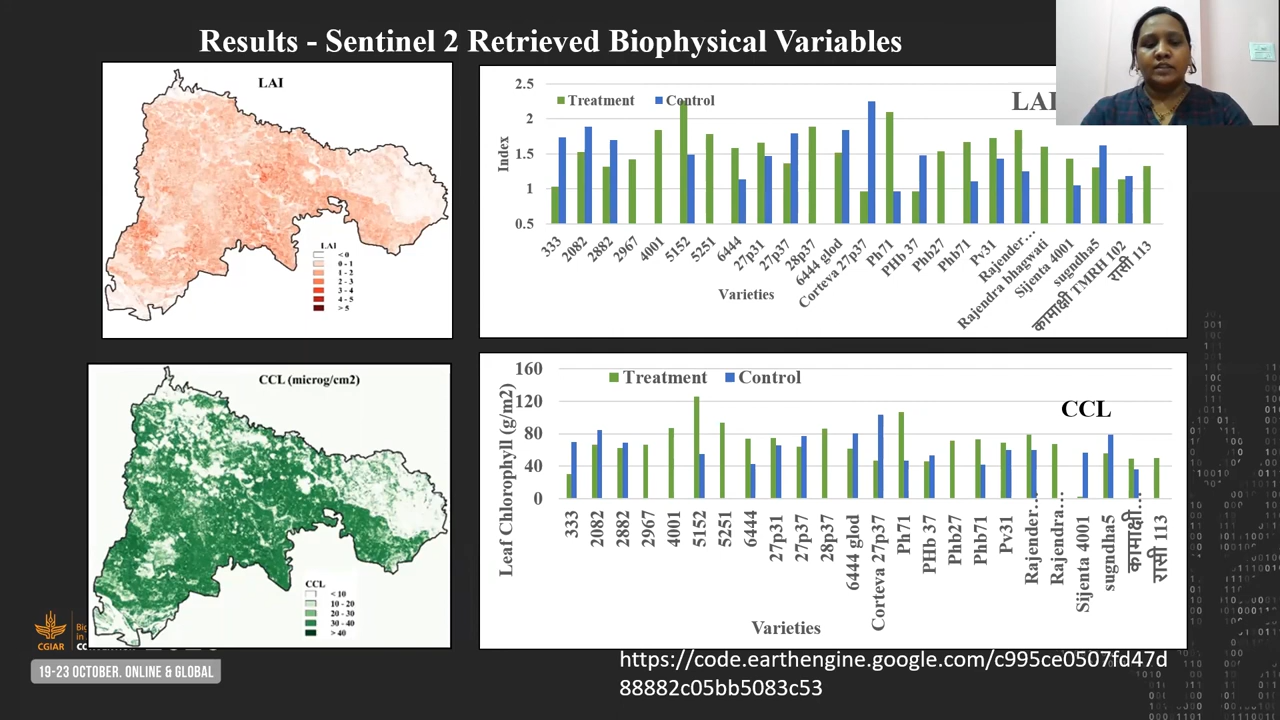 Results - Sentinel 2 Retrieved Biophysical Variables
LAI
LAI
< 0
0 - 1
1 - 2
2 - 3
3 - 4
4 - 5
> 5
2.5
2
1.5
1
0.5
Index
Treatment
Control
LAI
333
2082
2882
2967
4001
5152
5251
6444
27p31
27p37
28p37
6444 glod
Corteva 27p37
Ph71
PHb 37
Phb27
Phb71
Pv31
Rajender...
Rajendra bhagwati
Sijenta 4001
sugndha5
कामाक्षी TMRH 102
रासी 113
Varieties
CCL (microg/cm2)
CCL
< 10
10 - 20
20 - 30
30 - 40
> 40
160
120
80
40
0
Leaf Chlorophyll (g/m2)
Treatment
Control
CCL
333
2082
2882
2967
4001
5152
5251
6444
27p31
27p37
28p37
6444 glod
Corteva 27p37
Ph71
PHb 37
Phb27
Phb71
Pv31
Rajender...
Rajendra...
Sijenta 4001
sugndha5
कामाक्षी...
रासी 113
Varieties
CGIAR
19-23 OCTOBER. ONLINE & GLOBAL
https://code.earthengine.google.com/c995ce0507fd47d
88882c05bb5083c53